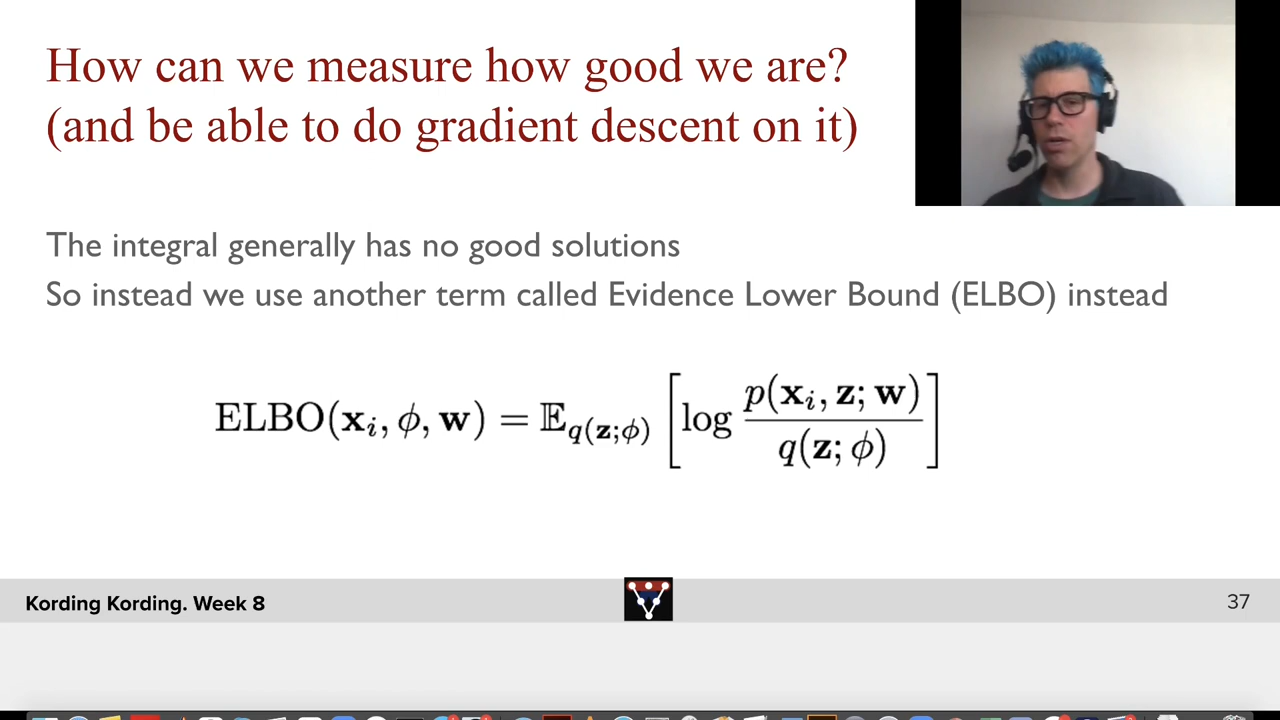 How can we measure how good we are?
(and be able to do gradient descent on it)
The integral generally has no good solutions
So instead we use another term called Evidence Lower Bound (ELBO) instead
ELBO(𝐱ᵢ, ϕ, 𝐰) = 𝔼_{q(𝐳;ϕ)} [ log p(𝐱ᵢ, 𝐳; 𝐰) / q(𝐳; ϕ) ]
Kording Kording. Week 8
37